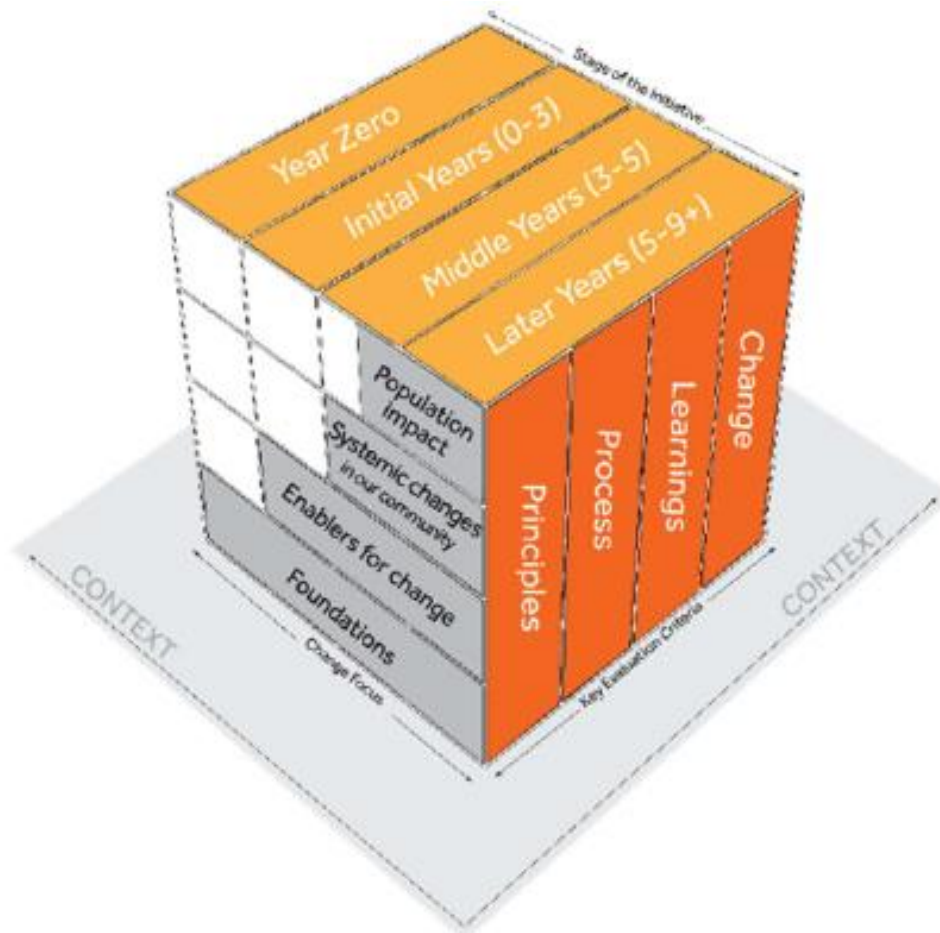 Stage of the Initiative
Year Zero
Initial Years (0-3)
Middle Years (3-5)
Later Years (5-9+)
Population
impact
Systemic changes
in our community
Enablers for change
Foundations
Principles
Process
Learnings
Change
Change Focus
Key Evaluation Criteria
CONTEXT
CONTEXT